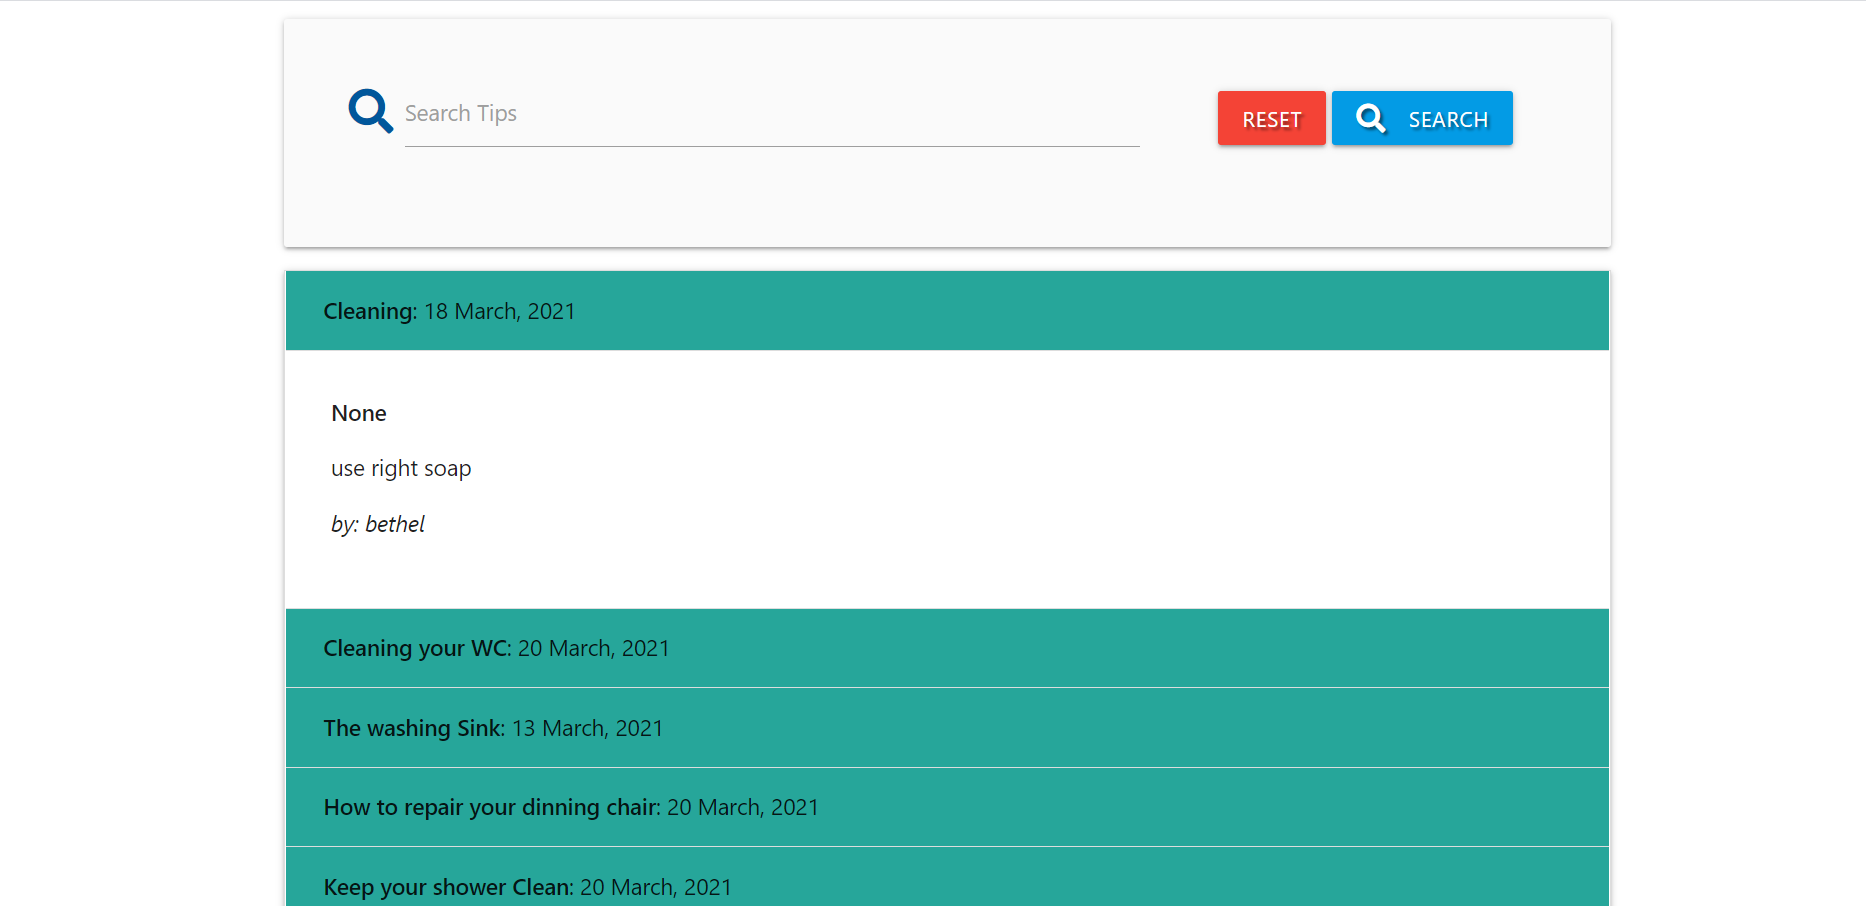 Search Tips
RESET
SEARCH
Cleaning: 18 March, 2021
None
use right soap
by: bethel
Cleaning your WC: 20 March, 2021
The washing Sink: 13 March, 2021
How to repair your dinning chair: 20 March, 2021
Keep your shower Clean: 20 March, 2021